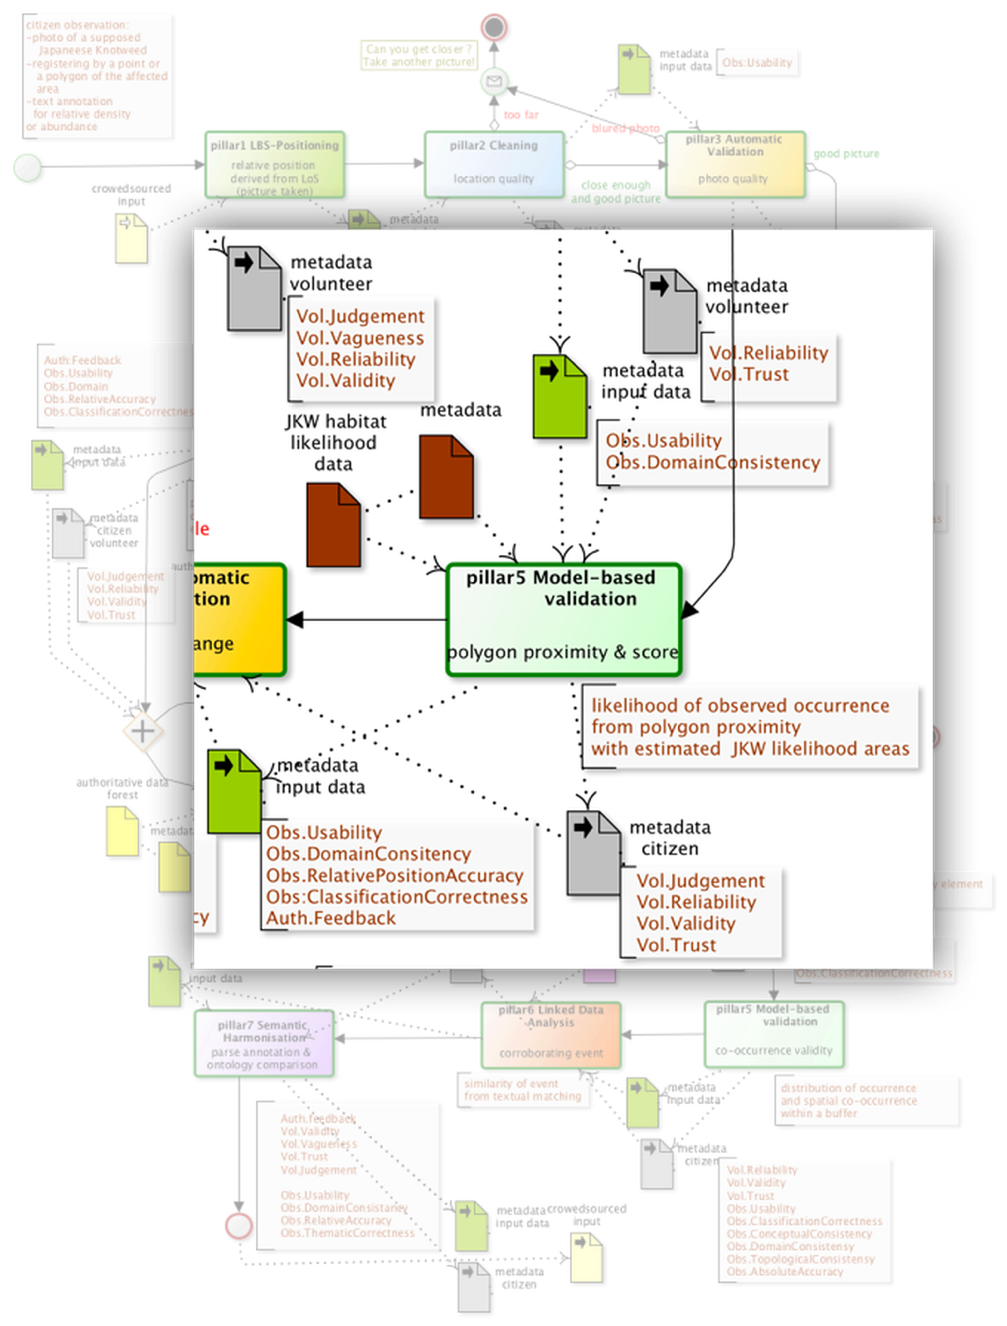 citizen observation:
-photo of a supposed
Japaneese Knotweed
-registering by a point or
a polygon of the affected
area
-text annotation
for relative density
or abundance
Can you get closer ?
Take another picture!
metadata
input data
Obs:Usability
too far
blured photo
pillar1 LBS-Positioning
relative position
derived from LoS
(picture taken)
pillar2 Cleaning
location quality
pillar3 Automatic
Validation
photo quality
good picture
close enough
and good picture
crowedsourced
input
metadata
metadata
volunteer
Vol.Judgement
Vol.Vagueness
Vol.Reliability
Vol.Validity
metadata
volunteer
Vol.Reliability
Vol.Trust
metadata
input data
Obs.Usability
Obs.DomainConsistency
JKW habitat
likelihood
data
metadata
Auth:Feedback
Obs.Usability
Obs.Domain
Obs.RelativeAccuracy
Obs.ClassificationCorrectnes
metadata
input data
metadata
citizen
volunteer
Vol.Judgement
Vol.Reliability
Vol.Validity
Vol.Trust
auth
le
omatic
tion
ange
pillar5 Model-based
validation
polygon proximity & score
likelihood of observed occurrence
from polygon proximity
with estimated JKW likelihood areas
metadata
input data
Obs.Usability
Obs.DomainConsitency
Obs.RelativePositionAccuracy
Obs:ClassificationCorrectness
Auth.Feedback
metadata
citizen
Vol.Judgement
Vol.Reliability
Vol.Validity
Vol.Trust
authoritative data
forest
metada
cy
y element
Obs.ClassificationCorrectness
input data
pillar7 Semantic
Harmonisation
parse annotation &
ontology comparison
pillar6 Linked Data
Analysis
corroborating event
pillar5 Model-based
validation
co-occurrence validity
similarity of event
from textual matching
metadata
input data
distribution of occurrence
and spatial co-occurrence
within a buffer
metadata
citizen
Auth.feedback
Vol.Validity
Vol.Vagueness
Vol.Trust
Vol.Judgement
Obs.Usability
Obs.DomainConsistancy
Obs.RelativeAccuracy
Obs.ThematicCorrectness
Vol.Reliability
Vol.Validity
Vol.Trust
Obs.Usability
Obs.ClassificationCorrectness
Obs.ConceptualConsistency
Obs.DomainConsistensy
Obs.TopologicalConsistensy
Obs.AbsoluteAccuracy
metadata
input data
crowedsourced
input
metadata
citizen